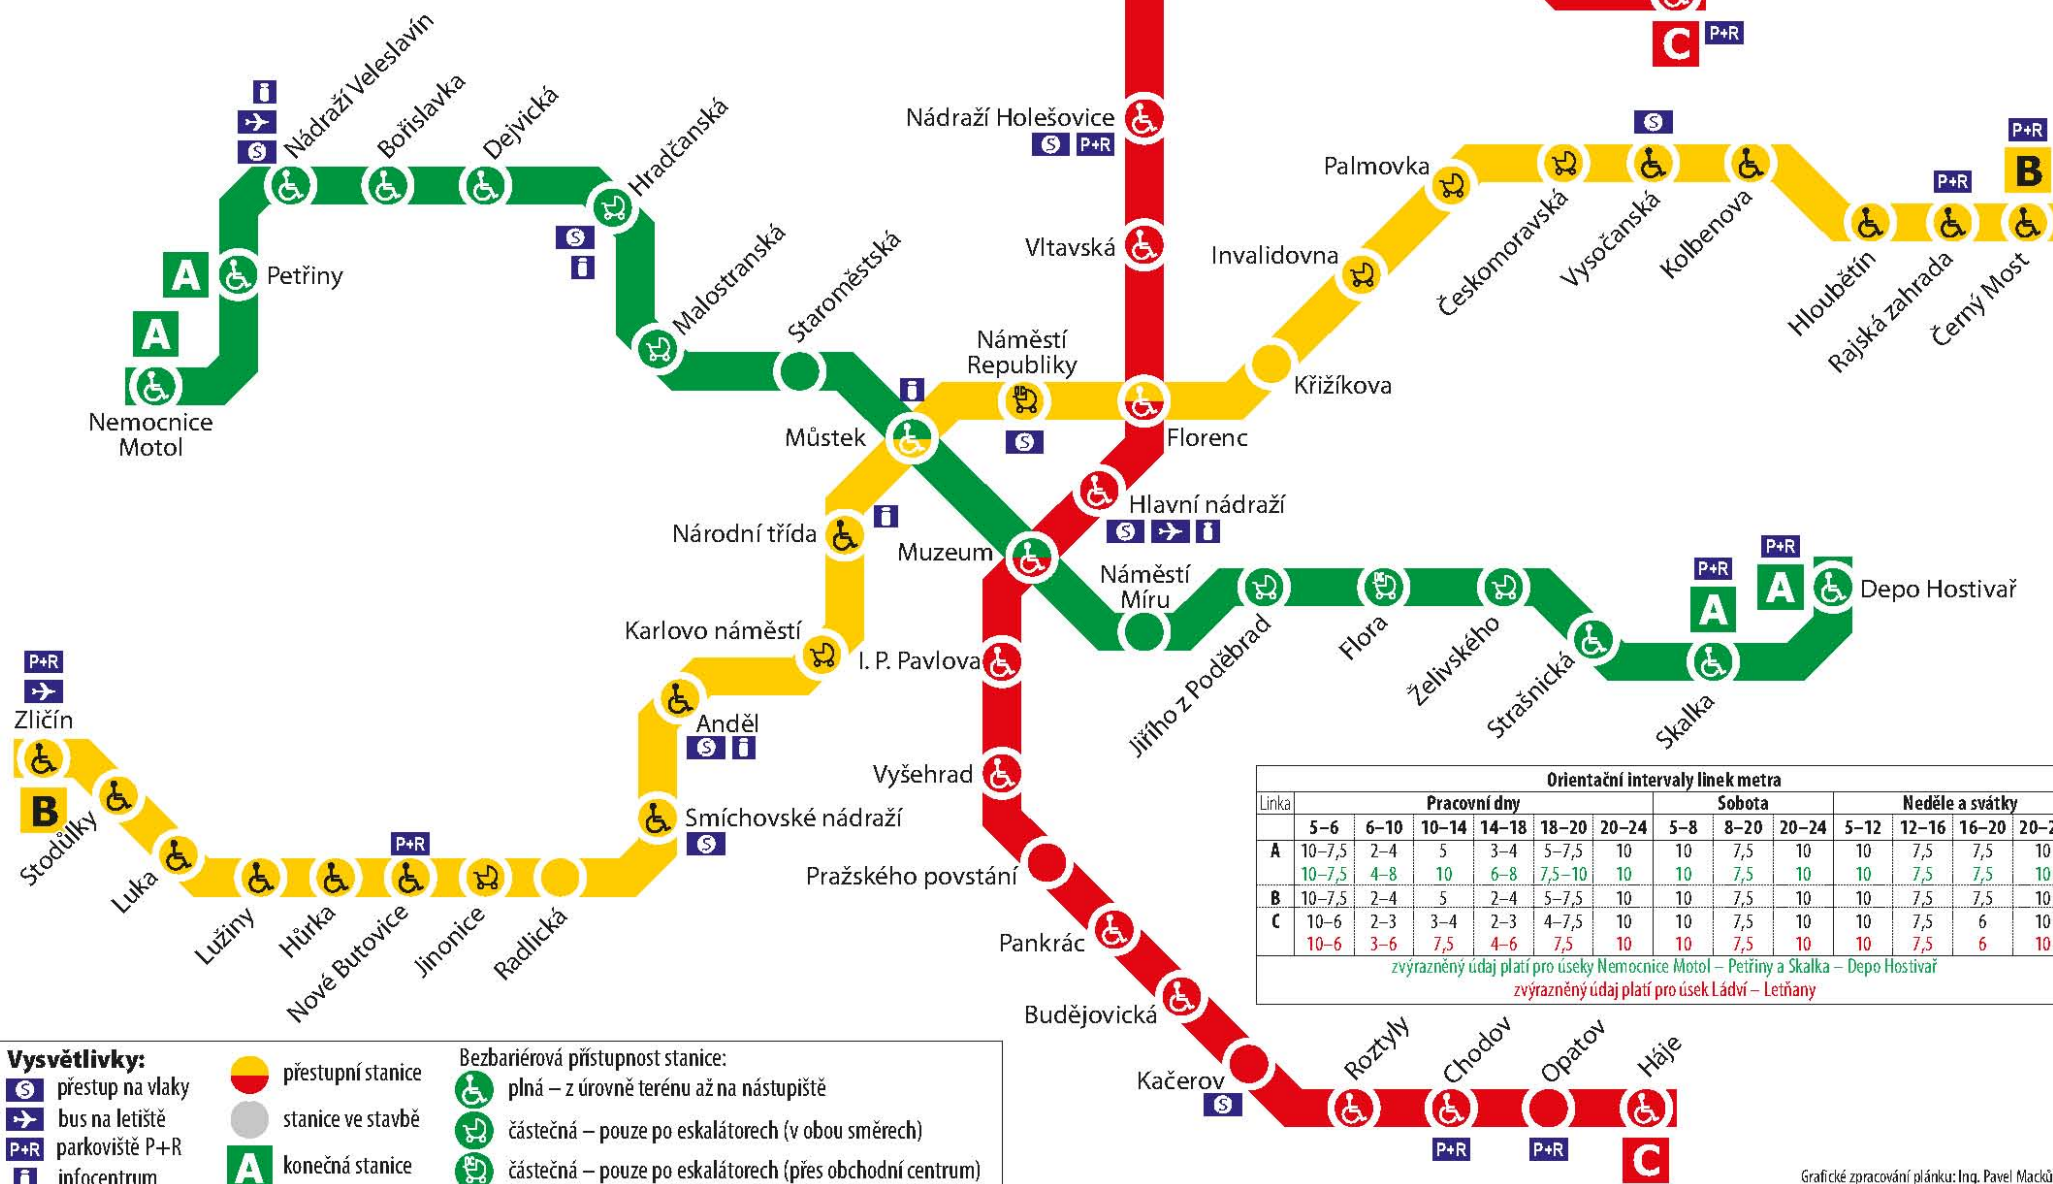 C P+R
Nádraží Veleslavín
Bořislavka
Dejvická
Hradčanská
S
S
A
Petřiny
A
Nemocnice
Motol
Malostranská
Staroměstská
Můstek
Náměstí
Republiky
S
Nádraží Holešovice
S P+R
Vltavská
Florenc
Křižíkova
Invalidovna
Palmovka
Českomoravská
S
Vysočanská
Kolbenova
Hloubětín
P+R
Rajská zahrada
P+R
B
Černý Most
Hlavní nádraží
S
Národní třída
Muzeum
Náměstí
Míru
Jiřího z Poděbrad
Flora
Želivského
Strašnická
P+R
A
Skalka
P+R
A
Depo Hostivař
Karlovo náměstí
I. P. Pavlova
Anděl
S
Vyšehrad
Smíchovské nádraží
S
P+R
Zličín
B
Stodůlky
Luka
Lužiny
Hůrka
P+R
Nové Butovice
Jinonice
Radlická
Pražského povstání
Pankrác
Budějovická
Kačerov
S
Roztyly
Chodov
P+R
Opatov
P+R
Háje
C
Orientační intervaly linek metra
Linka Pracovní dny Sobota Neděle a svátky
5–6 6–10 10–14 14–18 18–20 20–24 5–8 8–20 20–24 5–12 12–16 16–20
A 10–7,5 2–4 5 3–4 5–7,5 10 10 7,5 10 10 7,5 7,5 10
10–7,5 4–8 10 6–8 7,5–10 10 10 7,5 10 10 7,5 7,5 10
B 10–7,5 2–4 5 2–4 5–7,5 10 10 7,5 10 10 7,5 7,5 10
C 10–6 2–3 3–4 2–3 4–7,5 10 10 7,5 10 10 7,5 6 10
10–6 3–6 7,5 4–6 7,5 10 10 7,5 10 10 7,5 6 10
zvýrazněný údaj platí pro úseky Nemocnice Motol – Petřiny a Skalka – Depo Hostivař
zvýrazněný údaj platí pro úsek Ládví – Letňany
Vysvětlivky:
S přestup na vlaky
bus na letiště
P+R parkoviště P+R
infocentrum
přestupní stanice
stanice ve stavbě
A konečná stanice
Bezbariérová přístupnost stanice:
plná – z úrovně terénu až na nástupiště
částečná – pouze po eskalátorech (v obou směrech)
částečná – pouze po eskalátorech (přes obchodní centrum)
Grafické zpracování plánku: Ing. Pavel